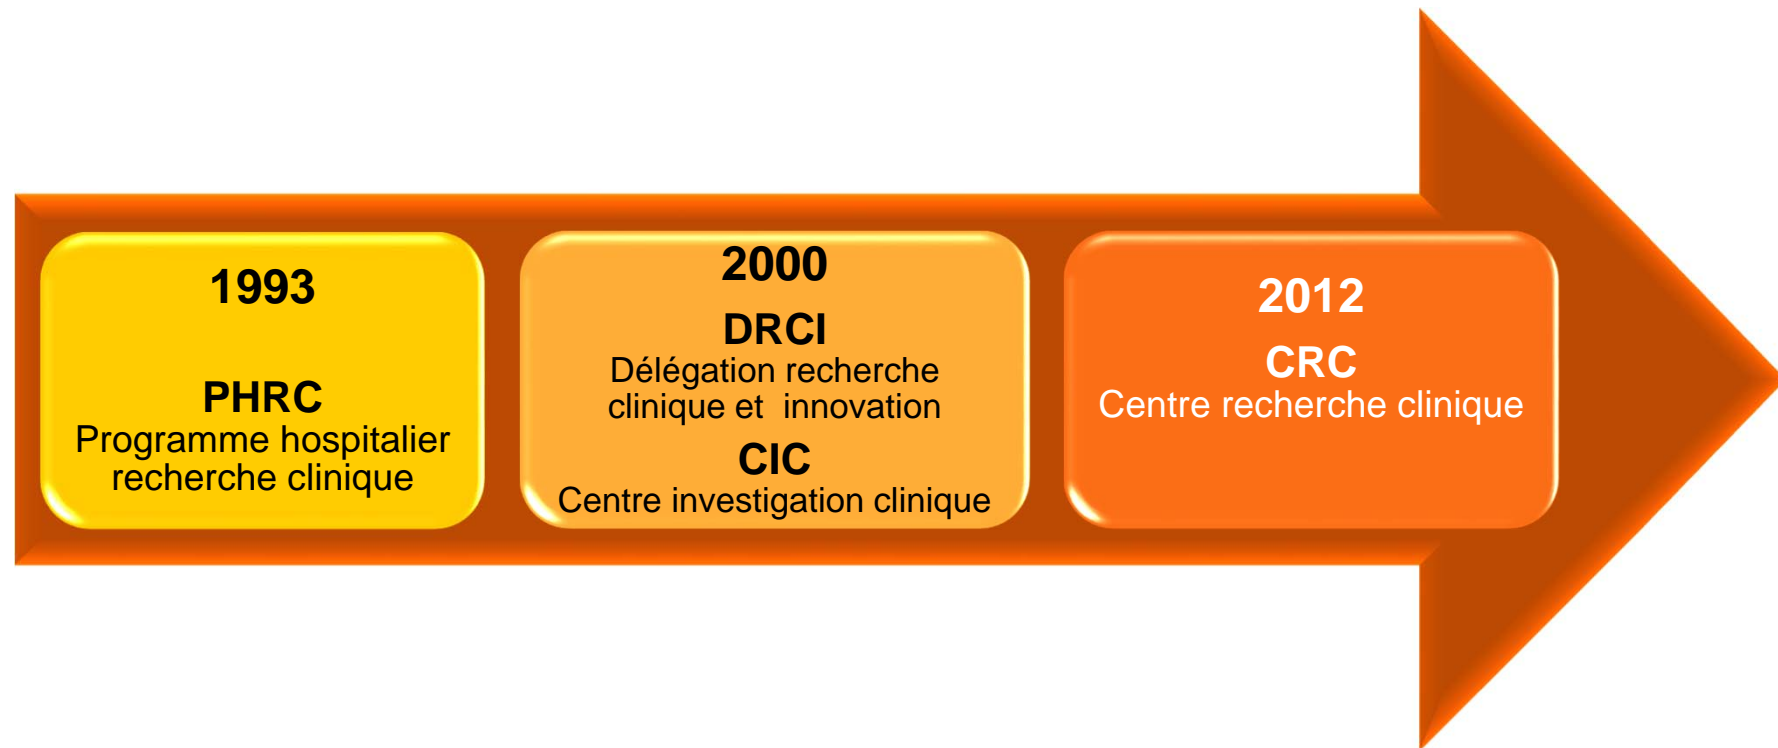 1993
PHRC
Programme hospitalier
recherche clinique
2000
DRCI
Délégation recherche
clinique et  innovation
CIC
Centre investigation clinique
2012
CRC
Centre recherche clinique